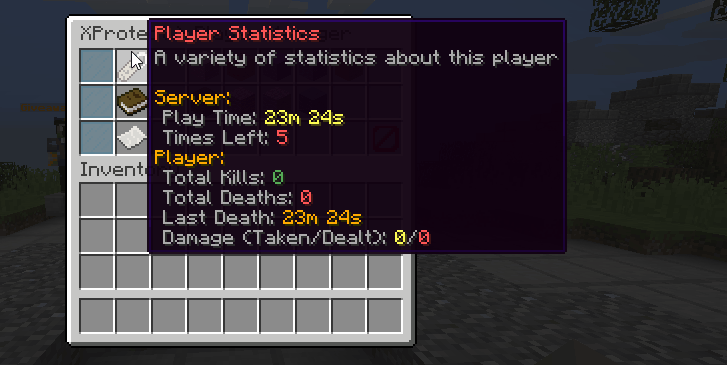 XProte
Player Statistics
A variety of statistics about this player
Server:
Play Time: 23m 24s
Times Left: 5
Player:
Total Kills: 0
Total Deaths: 0
Last Death: 23m 24s
Damage (Taken/Dealt): 0/0
Invent